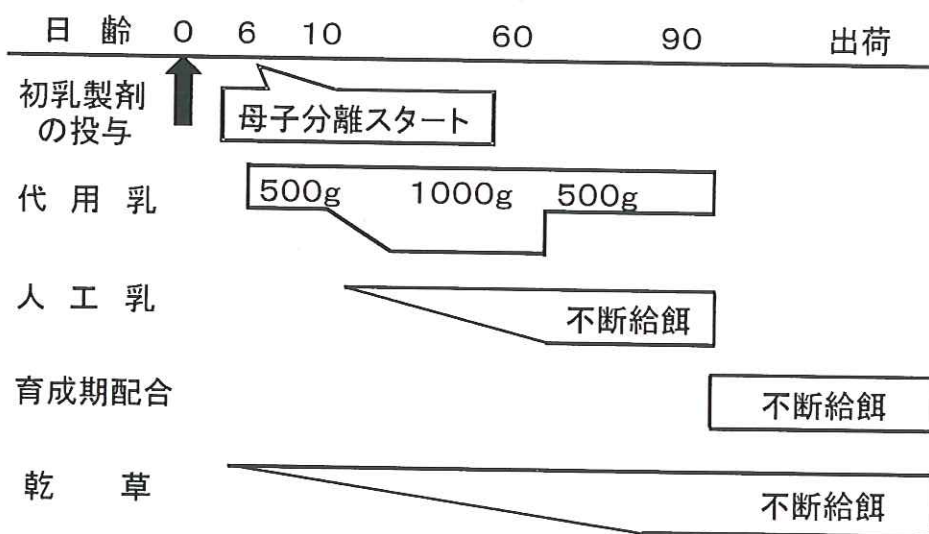 日 齢 0 6 10 60 90 出荷
初乳製剤
の投与
母子分離スタート
代 用 乳 500g 1000g 500g
人 工 乳 不断給餌
育成期配合 不断給餌
乾 草 不断給餌